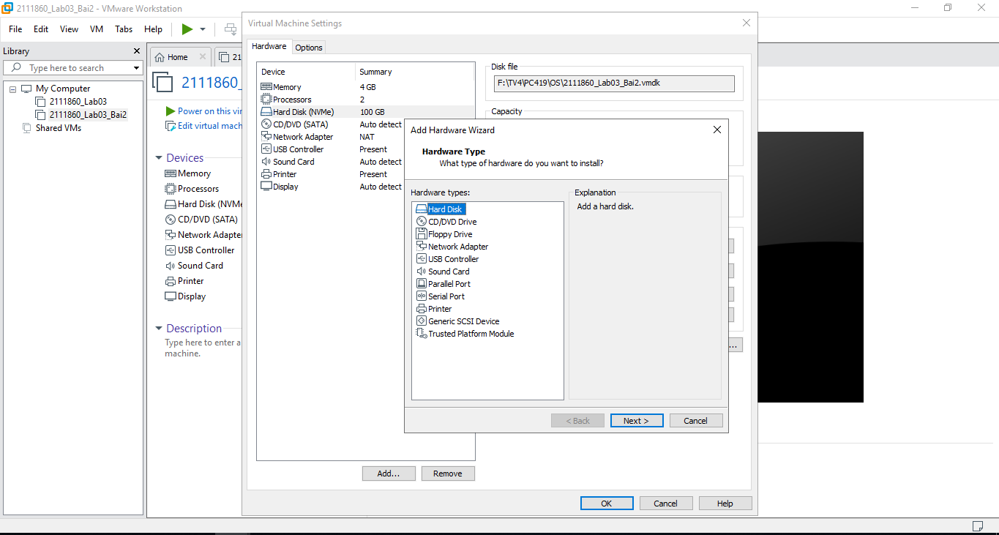 2111860_Lab03_Bai2 - VMware Workstation
File Edit View VM Tabs Help
Library
Type here to search
My Computer
2111860_Lab03
2111860_Lab03_Bai2
Shared VMs
Home
21
2111860_
Power on this vir
Edit virtual mach
Devices
Memory
Processors
Hard Disk (NVMe
CD/DVD (SATA)
Network Adapter
USB Controller
Sound Card
Printer
Display
Description
Type here to enter a
machine.
Virtual Machine Settings
Hardware Options
Device Summary
Memory 4 GB
Processors 2
Hard Disk (NVMe) 100 GB
CD/DVD (SATA) Auto detect
Network Adapter NAT
USB Controller Present
Sound Card Auto detect
Printer Present
Display Auto detect
Add... Remove
Disk file
F:\TV4\PC419\OS\2111860_Lab03_Bai2.vmdk
Capacity
...
Add Hardware Wizard
Hardware Type
What type of hardware do you want to install?
Hardware types:
Hard Disk
CD/DVD Drive
Floppy Drive
Network Adapter
USB Controller
Sound Card
Parallel Port
Serial Port
Printer
Generic SCSI Device
Trusted Platform Module
Explanation
Add a hard disk.
< Back Next > Cancel
OK Cancel Help